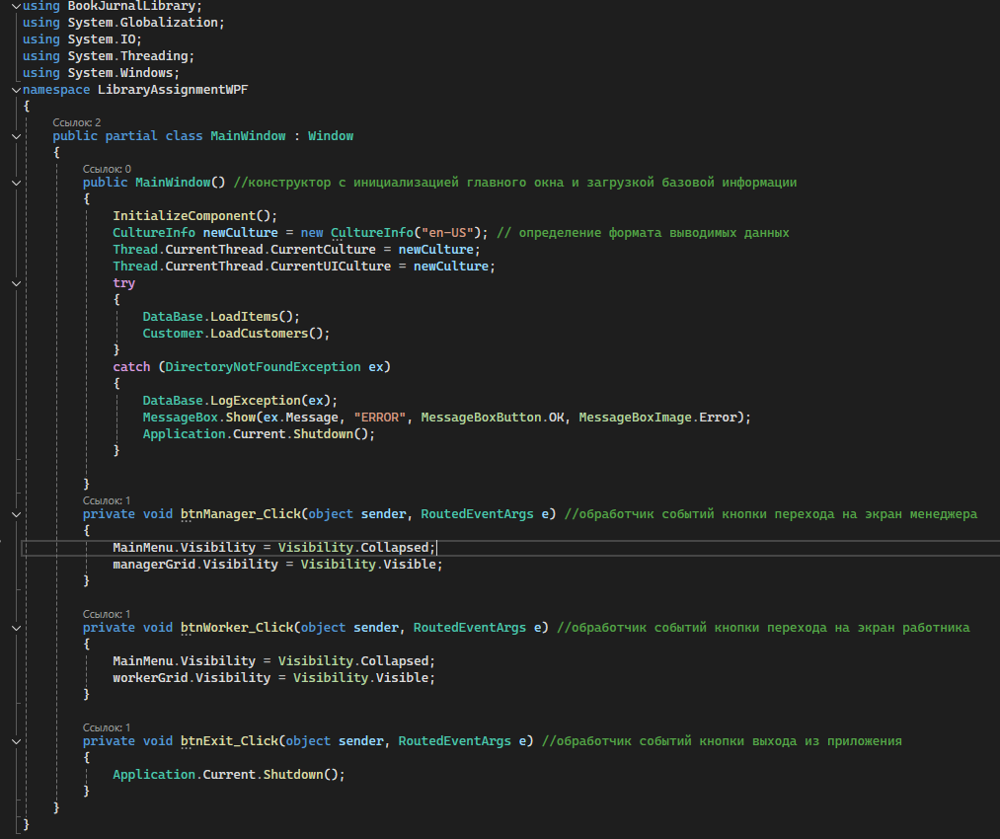 using BookJurnalLibrary;
using System.Globalization;
using System.IO;
using System.Threading;
using System.Windows;
namespace LibraryAssignmentWPF
{
Ссылок: 2
public partial class MainWindow : Window
{
Ссылок: 0
public MainWindow() //конструктор с инициализацией главного окна и загрузкой базовой информации
{
InitializeComponent();
CultureInfo newCulture = new CultureInfo("en-US"); // определение формата выводимых данных
Thread.CurrentThread.CurrentCulture = newCulture;
Thread.CurrentThread.CurrentUICulture = newCulture;
try
{
DataBase.LoadItems();
Customer.LoadCustomers();
}
catch (DirectoryNotFoundException ex)
{
DataBase.LogException(ex);
MessageBox.Show(ex.Message, "ERROR", MessageBoxButton.OK, MessageBoxImage.Error);
Application.Current.Shutdown();
}
}
Ссылок: 1
private void btnManager_Click(object sender, RoutedEventArgs e) //обработчик событий кнопки перехода на экран менеджера
{
MainMenu.Visibility = Visibility.Collapsed;
managerGrid.Visibility = Visibility.Visible;
}
Ссылок: 1
private void btnWorker_Click(object sender, RoutedEventArgs e) //обработчик событий кнопки перехода на экран работника
{
MainMenu.Visibility = Visibility.Collapsed;
workerGrid.Visibility = Visibility.Visible;
}
Ссылок: 1
private void btnExit_Click(object sender, RoutedEventArgs e) //обработчик событий кнопки выхода из приложения
{
Application.Current.Shutdown();
}
}
}